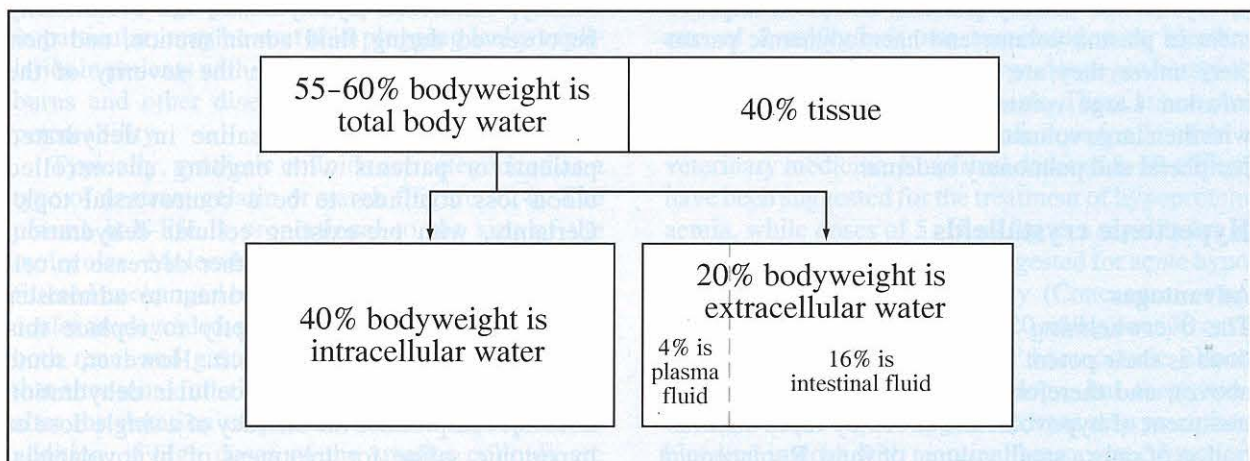 55–60% bodyweight is
total body water
40% tissue
40% bodyweight is
intracellular water
20% bodyweight is
extracellular water
4% is
plasma
fluid
16% is
intestinal fluid